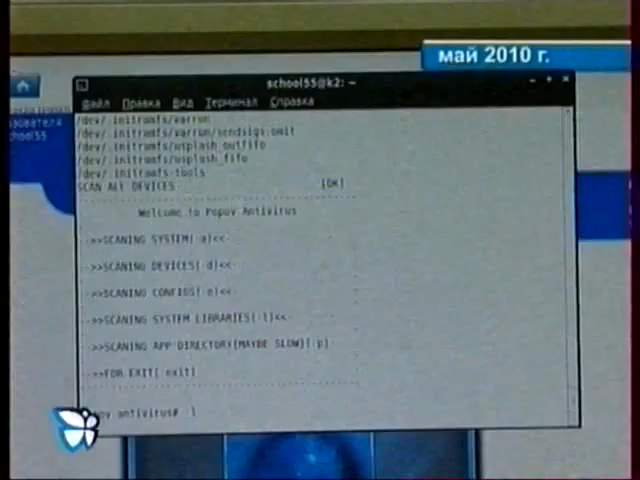 май 2010 г.
school55@k2: ~
Файл Правка Вид Терминал Справка
/dev/.initramfs/varrun
/dev/.initramfs/varrun/sendsigs.omit
/dev/.initramfs/usplash_outfifo
/dev/.initramfs/usplash_fifo
/dev/.initramfs-tools
SCAN ALL DEVICES [OK]
Welcome to Popov Antivirus
-->>SCANING SYSTEM(-a)<<-
-->>SCANING DEVICES(-d)<<-
-->>SCANING CONFIGS(-e)<<-
-->>SCANING SYSTEM LIBRARIES(-l)<<-
-->>SCANING APP DIRECTORY[MAYBE SLOW](-p)
-->>FOR EXIT(-exit)
antivirus# -l